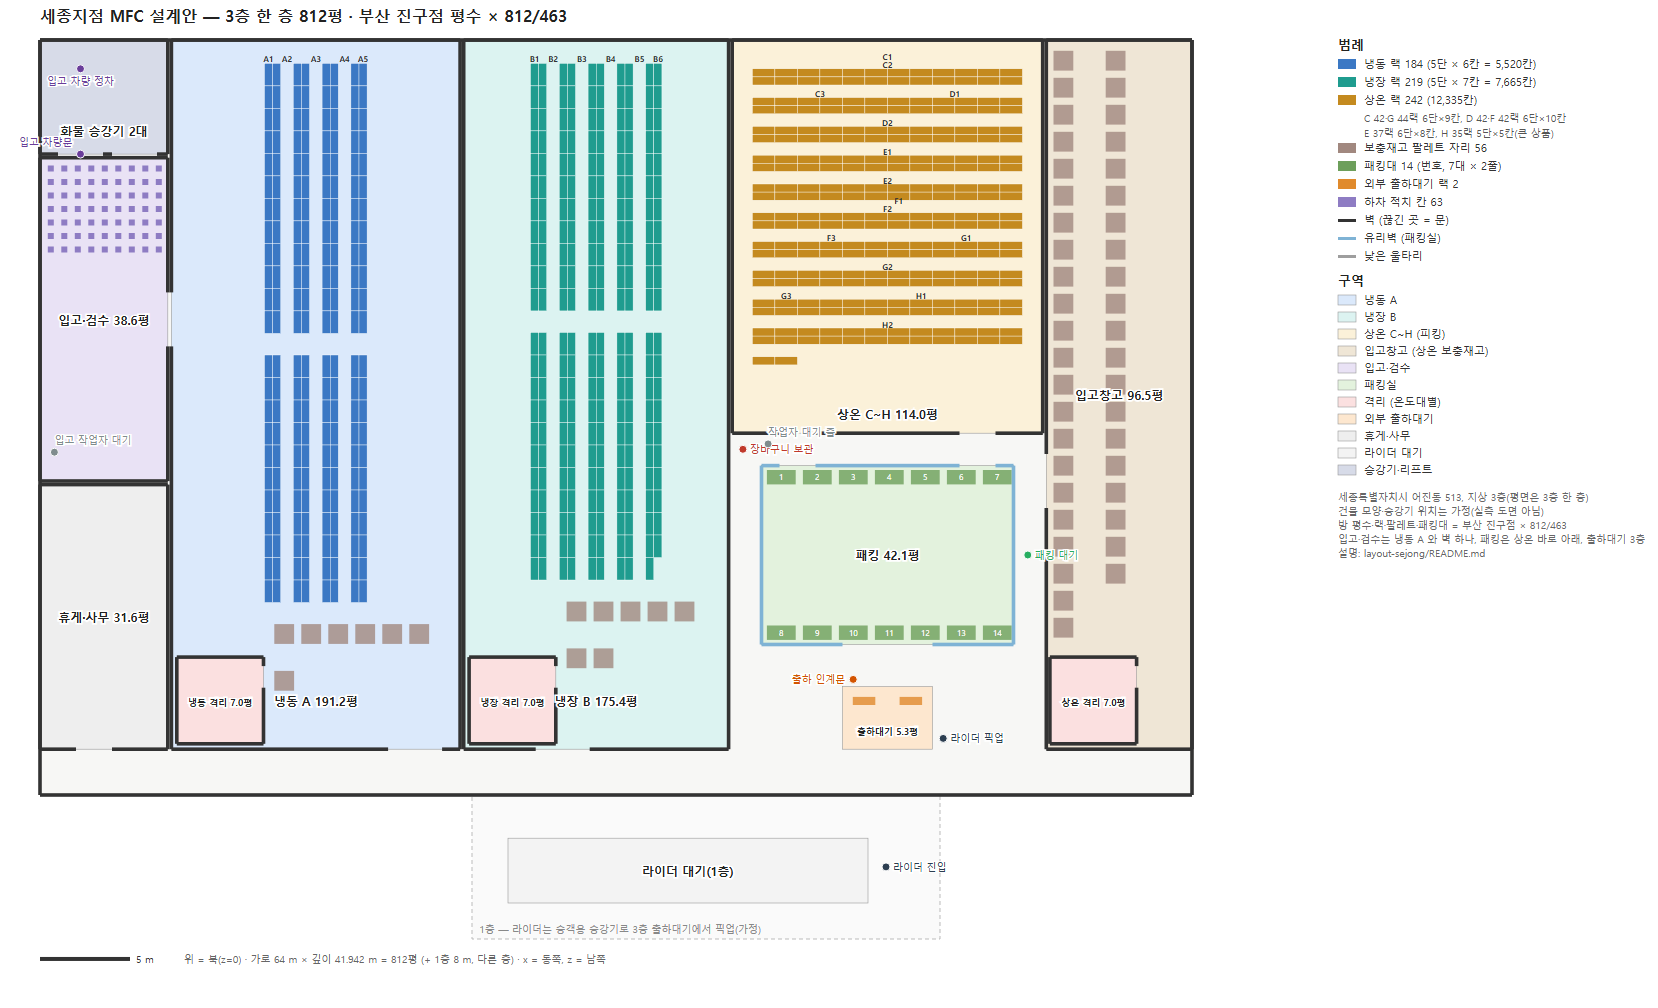 세종지점 MFC 설계안 — 3층 한 층 812평 · 부산 진구점 평수 × 812/463
입고 차량 정차
화물 승강기 2대
입고 차량문
입고·검수 38.6평
입고 작업자 대기
휴게·사무 31.6평
A1 A2 A3 A4 A5
냉동 격리 7.0평
냉동 A 191.2평
B1 B2 B3 B4 B5 B6
냉장 격리 7.0평
냉장 B 175.4평
C1
C2
C3 D1
D2
E1
E2
F1
F2
F3 G1
G2
G3 H1
H2
상온 C~H 114.0평
작업자 대기 줄
장바구니 보관
1 2 3 4 5 6 7
패킹 42.1평
패킹 대기
8 9 10 11 12 13 14
출하 인계문
출하대기 5.3평
라이더 픽업
입고창고 96.5평
상온 격리 7.0평
라이더 대기(1층)
라이더 진입
1층 — 라이더는 승객용 승강기로 3층 출하대기에서 픽업(가정)
5 m
위 = 북(z=0) · 가로 64 m × 깊이 41.942 m = 812평 (+ 1층 8 m, 다른 층) · x = 동쪽, z = 남쪽
범례
냉동 랙 184 (5단 × 6칸 = 5,520칸)
냉장 랙 219 (5단 × 7칸 = 7,665칸)
상온 랙 242 (12,335칸)
C 42·G 44랙 6단×9칸, D 42·F 42랙 6단×10칸
E 37랙 6단×8칸, H 35랙 5단×5칸(큰 상품)
보충재고 팔레트 자리 56
패킹대 14 (번호, 7대 × 2줄)
외부 출하대기 랙 2
하차 적치 칸 63
벽 (끊긴 곳 = 문)
유리벽 (패킹실)
낮은 울타리
구역
냉동 A
냉장 B
상온 C~H (피킹)
입고창고 (상온 보충재고)
입고·검수
패킹실
격리 (온도대별)
외부 출하대기
휴게·사무
라이더 대기
승강기·리프트
세종특별자치시 어진동 513, 지상 3층(평면은 3층 한 층)
건물 모양·승강기 위치는 가정(실측 도면 아님)
방 평수·랙·팔레트·패킹대 = 부산 진구점 × 812/463
입고·검수는 냉동 A 와 벽 하나, 패킹은 상온 바로 아래, 출하대기 3층
설명: layout-sejong/README.md